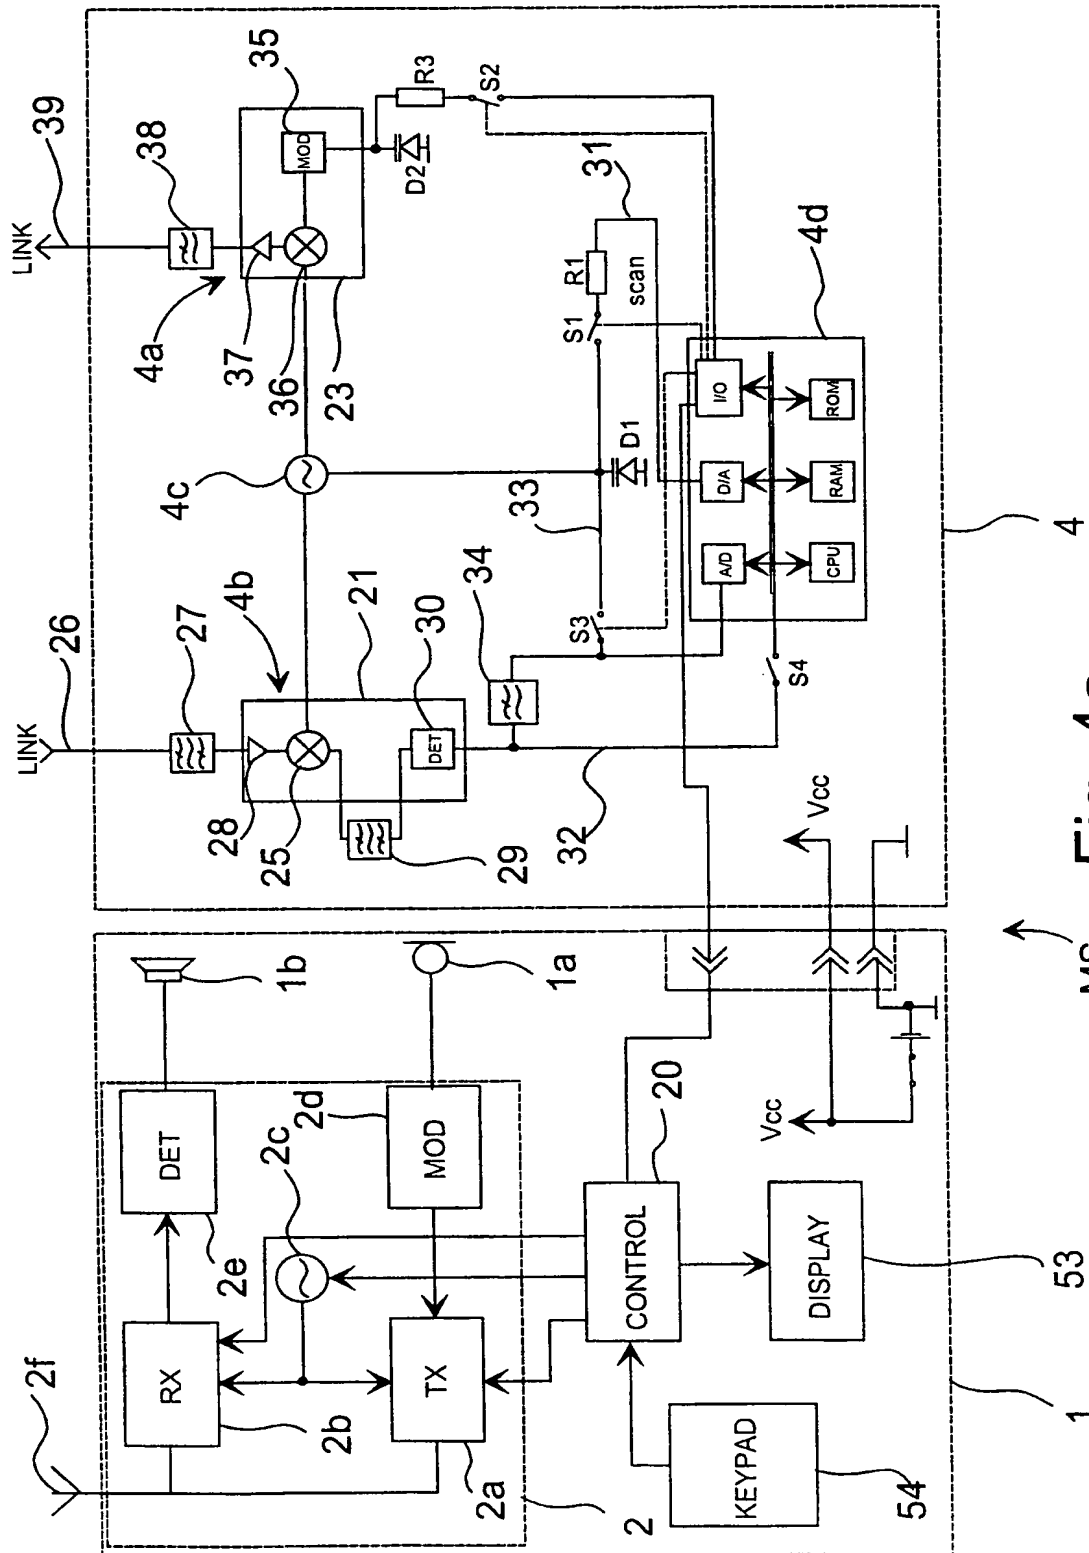 2f
LINK
26
LINK
39
2b
RX
2e
DET
1b
27
38
28
4b
4a
35
MOD
25
4c
37
2c
21
36
2a
TX
2d
MOD
29
30
DET
23
D2
R3
1a
34
S2
2
32
33
S1
R1
S3
D1
scan
31
CONTROL
20
54
KEYPAD
A/D
D/A
I/O
4d
DISPLAY
Vcc
Vcc
S4
CPU
RAM
ROM
53
1
MS
4
Fig